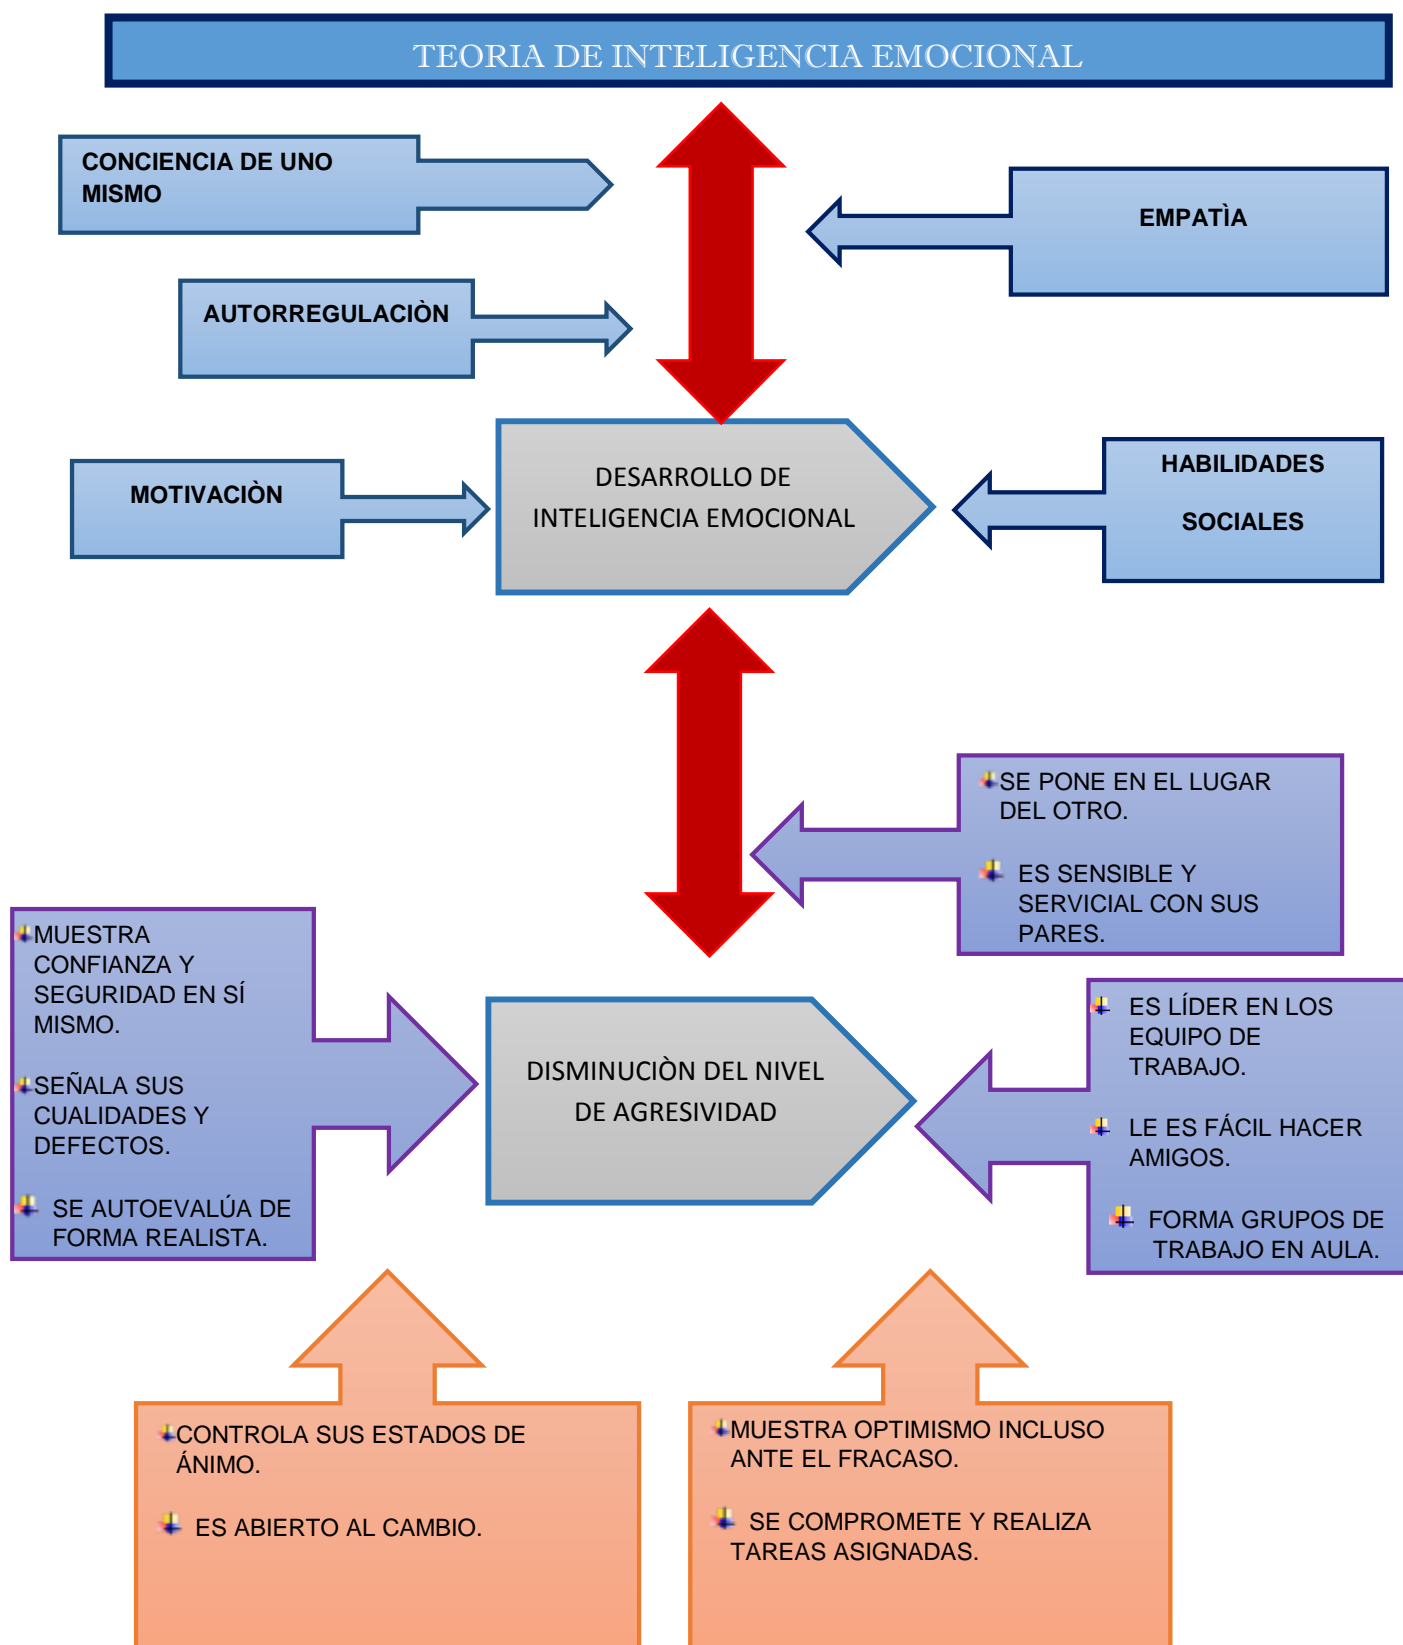 TEORIA DE INTELIGENCIA EMOCIONAL
CONCIENCIA DE UNO
MISMO
EMPATÌA
AUTORREGULACIÒN
MOTIVACIÒN
DESARROLLO DE
INTELIGENCIA EMOCIONAL
HABILIDADES
SOCIALES
SE PONE EN EL LUGAR
DEL OTRO.
ES SENSIBLE Y
SERVICIAL CON SUS
PARES.
MUESTRA
CONFIANZA Y
SEGURIDAD EN SÍ
MISMO.
SEÑALA SUS
CUALIDADES Y
DEFECTOS.
SE AUTOEVALÚA DE
FORMA REALISTA.
DISMINUCIÒN DEL NIVEL
DE AGRESIVIDAD
ES LÍDER EN LOS
EQUIPO DE
TRABAJO.
LE ES FÁCIL HACER
AMIGOS.
FORMA GRUPOS DE
TRABAJO EN AULA.
CONTROLA SUS ESTADOS DE
ÁNIMO.
ES ABIERTO AL CAMBIO.
MUESTRA OPTIMISMO INCLUSO
ANTE EL FRACASO.
SE COMPROMETE Y REALIZA
TAREAS ASIGNADAS.